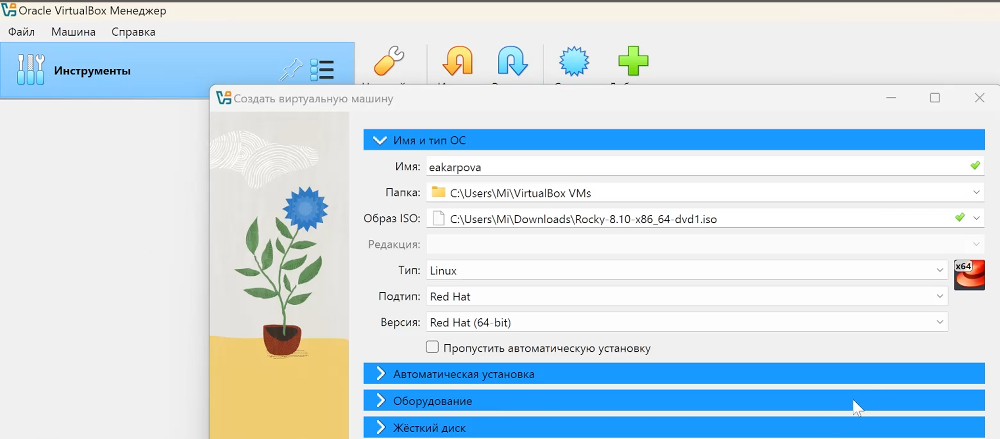 Oracle VirtualBox Менеджер
Файл Машина Справка
Инструменты
Создать виртуальную машину
Имя и тип ОС
Имя: eakarpova
Папка: C:\Users\Mi\VirtualBox VMs
Образ ISO: C:\Users\Mi\Downloads\Rocky-8.10-x86_64-dvd1.iso
Редакция:
Тип: Linux
x64
Подтип: Red Hat
Версия: Red Hat (64-bit)
Пропустить автоматическую установку
Автоматическая установка
Оборудование
Жёсткий диск